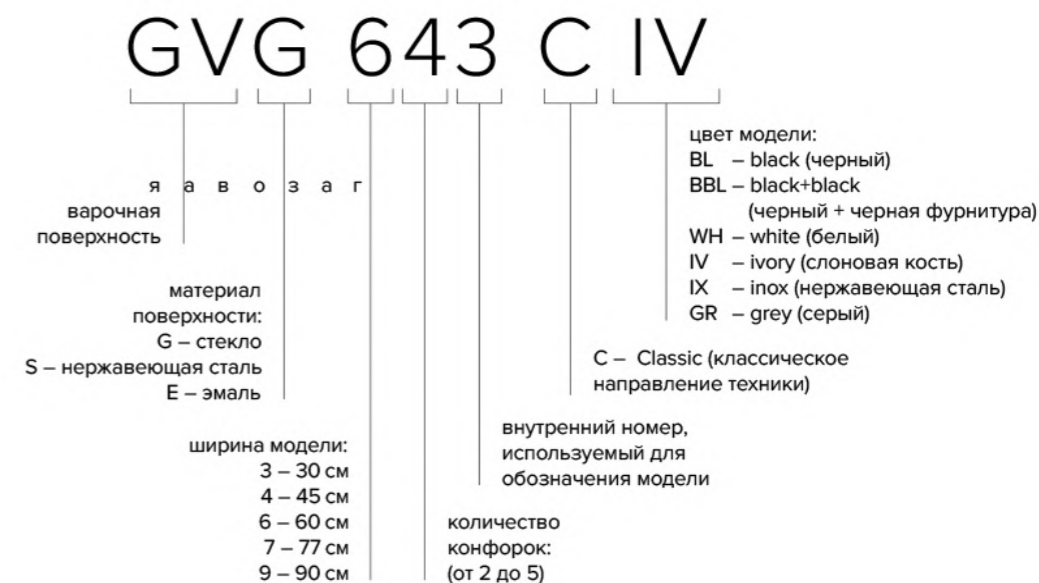 GVG 643 C IV
я а в о з а г
варочная
поверхность
материал
поверхности:
G – стекло
S – нержавеющая сталь
E – эмаль
ширина модели:
3 – 30 см
4 – 45 см
6 – 60 см
7 – 77 см
9 – 90 см
количество
конфорок:
(от 2 до 5)
внутренний номер,
используемый для
обозначения модели
C – Classic (классическое
направление техники)
цвет модели:
BL – black (черный)
BBL – black+black
(черный + черная фурнитура)
WH – white (белый)
IV – ivory (слоновая кость)
IX – inox (нержавеющая сталь)
GR – grey (серый)